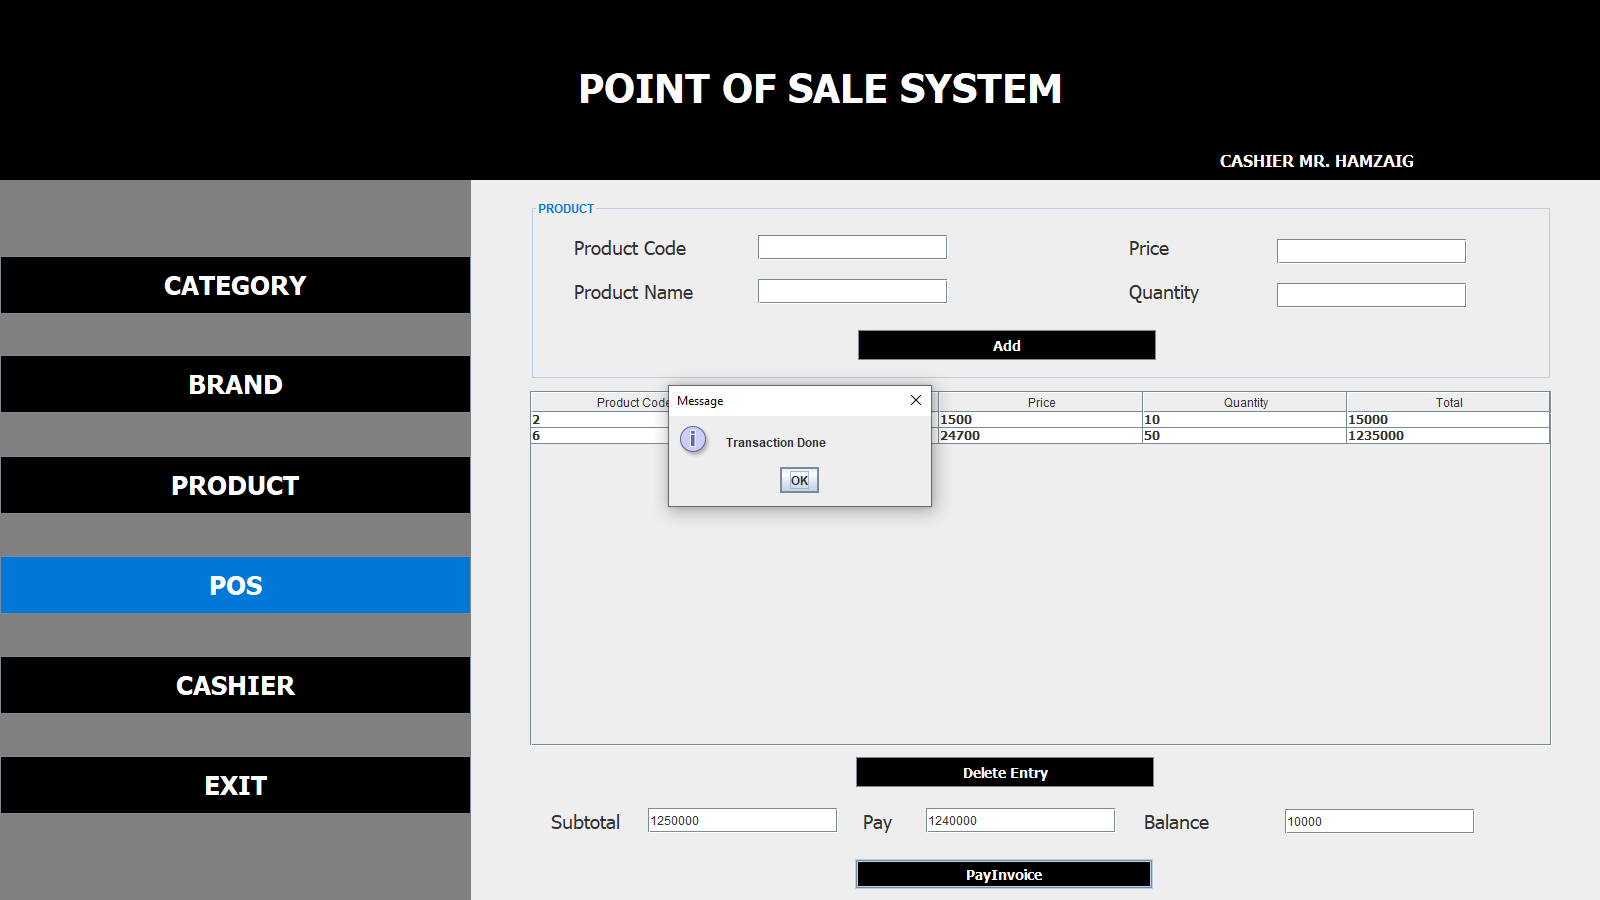 POINT OF SALE SYSTEM
CASHIER MR. HAMZAIG
CATEGORY
BRAND
PRODUCT
POS
CASHIER
EXIT
PRODUCT
Product Code
Price
Product Name
Quantity
Add
Product Code Price Quantity Total
2 1500 10 15000
6 24700 50 1235000
Message
i Transaction Done
OK
Delete Entry
Subtotal 1250000 Pay 1240000 Balance 10000
PayInvoice